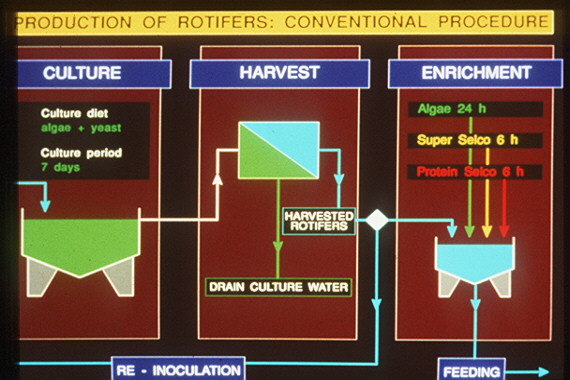 PRODUCTION OF ROTIFERS: CONVENTIONAL PROCEDURE
CULTURE
Culture diet
algae + yeast
Culture period
7 days
HARVEST
HARVESTED
ROTIFERS
DRAIN CULTURE WATER
ENRICHMENT
Algae 24 h
Super Selco 6 h
Protein Selco 6 h
RE - INOCULATION
FEEDING